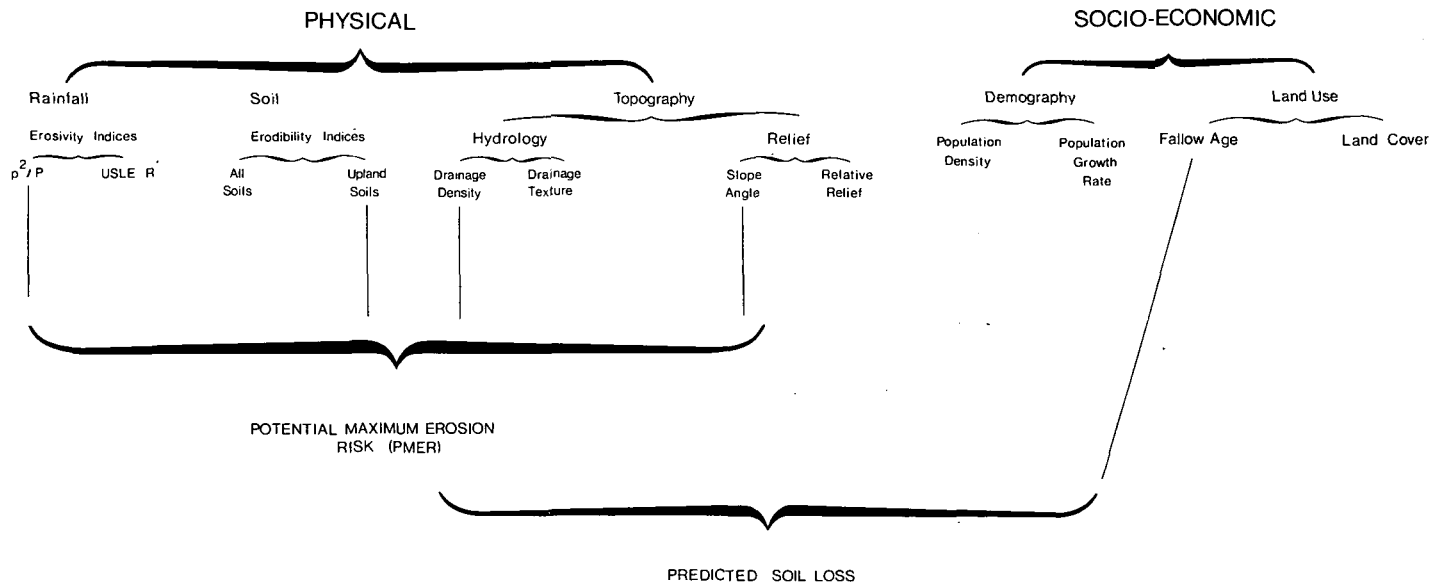 PHYSICAL
SOCIO-ECONOMIC
Rainfall
Soil
Topography
Demography
Land Use
Erosivity Indices
Erodibility Indices
Hydrology
Relief
Population
Density
Population
Growth
Rate
Fallow Age
Land Cover
p²/P
USLE R
All
Soils
Upland
Soils
Drainage
Density
Drainage
Texture
Slope
Angle
Relative
Relief
POTENTIAL MAXIMUM EROSION
RISK (PMER)
PREDICTED SOIL LOSS